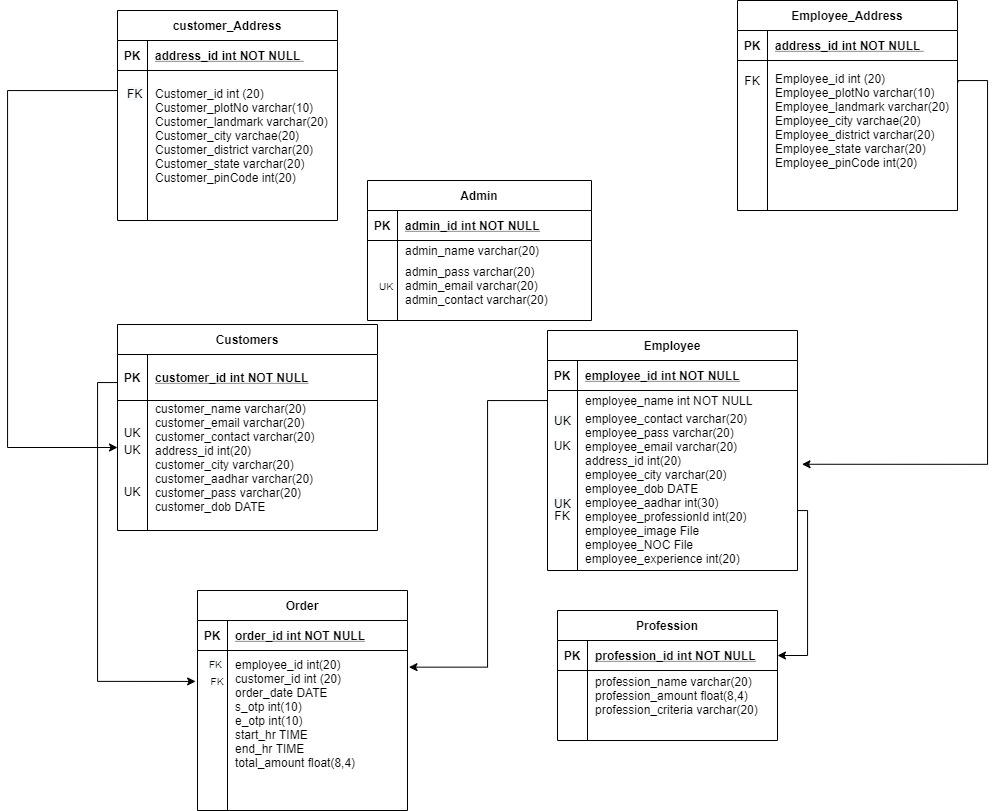 customer_Address
PK address_id int NOT NULL
FK Customer_id int (20)
Customer_plotNo varchar(10)
Customer_landmark varchar(20)
Customer_city varchae(20)
Customer_district varchar(20)
Customer_state varchar(20)
Customer_pinCode int(20)
Employee_Address
PK address_id int NOT NULL
FK Employee_id int (20)
Employee_plotNo varchar(10)
Employee_landmark varchar(20)
Employee_city varchae(20)
Employee_district varchar(20)
Employee_state varchar(20)
Employee_pinCode int(20)
Admin
PK admin_id int NOT NULL
admin_name varchar(20)
admin_pass varchar(20)
UK admin_email varchar(20)
admin_contact varchar(20)
Customers
PK customer_id int NOT NULL
customer_name varchar(20)
customer_email varchar(20)
UK customer_contact varchar(20)
UK address_id int(20)
customer_city varchar(20)
customer_aadhar varchar(20)
UK customer_pass varchar(20)
customer_dob DATE
Employee
PK employee_id int NOT NULL
employee_name int NOT NULL
UK employee_contact varchar(20)
employee_pass varchar(20)
UK employee_email varchar(20)
address_id int(20)
employee_city varchar(20)
employee_dob DATE
UK employee_aadhar int(30)
FK employee_professionId int(20)
employee_image File
employee_NOC File
employee_experience int(20)
Order
PK order_id int NOT NULL
FK employee_id int(20)
FK customer_id int (20)
order_date DATE
s_otp int(10)
e_otp int(10)
start_hr TIME
end_hr TIME
total_amount float(8,4)
Profession
PK profession_id int NOT NULL
profession_name varchar(20)
profession_amount float(8,4)
profession_criteria varchar(20)